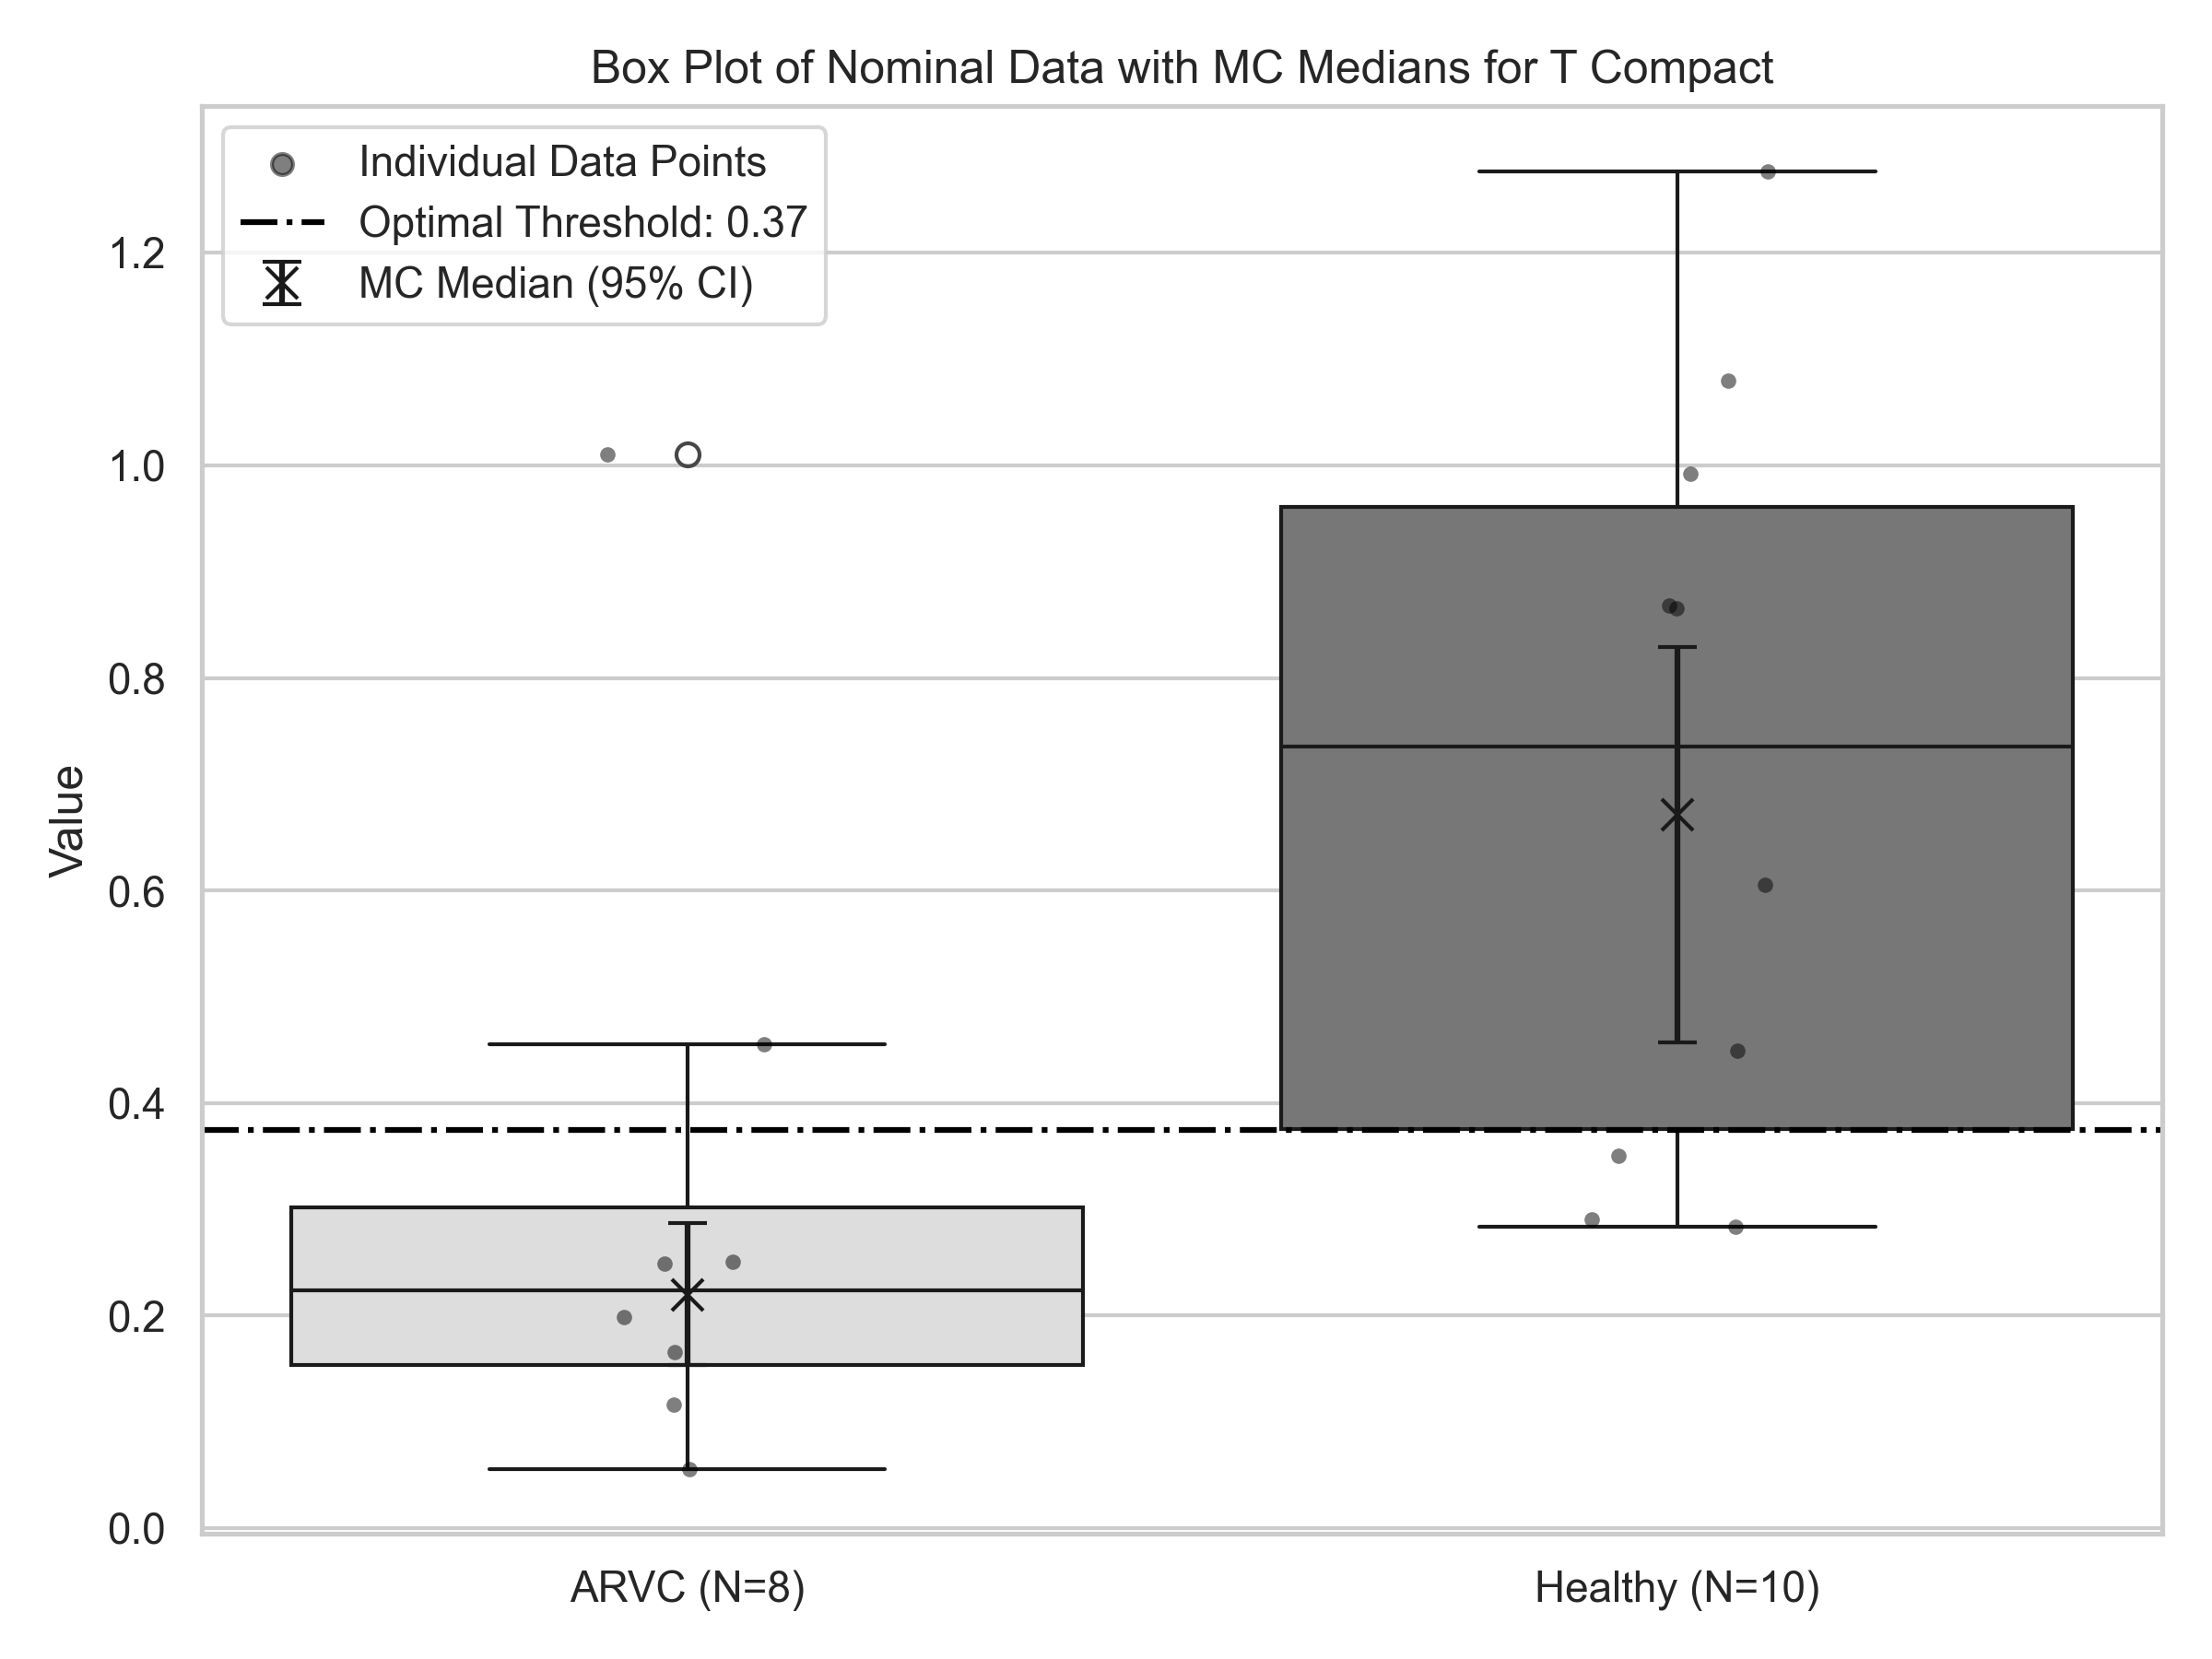 Box Plot of Nominal Data with MC Medians for T Compact
Individual Data Points
Optimal Threshold: 0.37
MC Median (95% CI)
Value
1.2
1.0
0.8
0.6
0.4
0.2
0.0
ARVC (N=8)
Healthy (N=10)